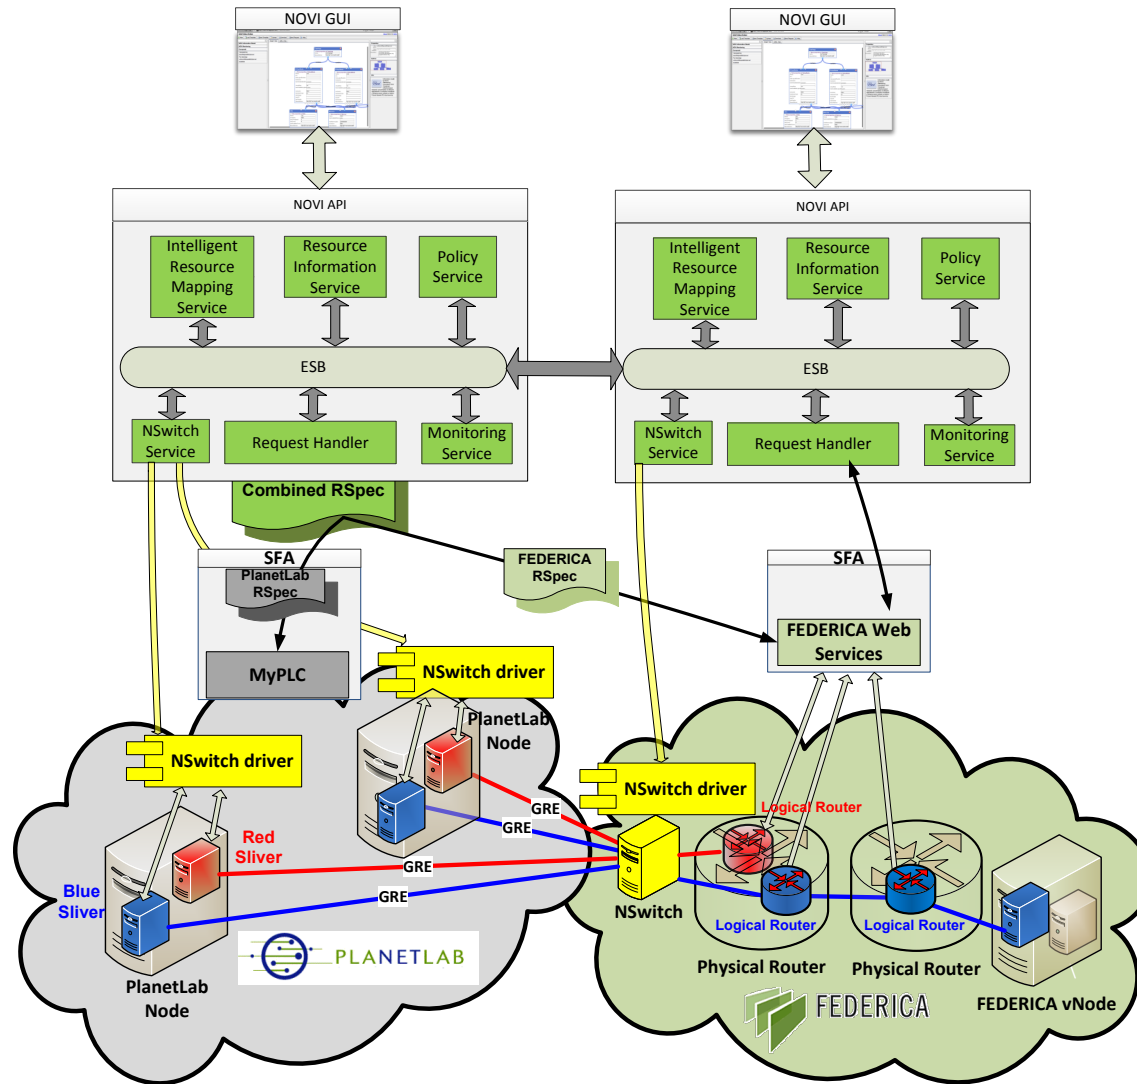 NOVI GUI
NOVI GUI
NOVI API
NOVI API
Intelligent
Resource
Mapping
Service
Resource
Information
Service
Policy
Service
Intelligent
Resource
Mapping
Service
Resource
Information
Service
Policy
Service
ESB
ESB
NSwitch
Service
Request Handler
Monitoring
Service
NSwitch
Service
Request Handler
Monitoring
Service
Combined RSpec
SFA
PlanetLab
RSpec
FEDERICA
RSpec
SFA
FEDERICA Web
Services
MyPLC
NSwitch driver
PlanetLab
Node
NSwitch driver
NSwitch driver
Logical Router
GRE
GRE
Red
Sliver
GRE
Blue
Sliver
GRE
NSwitch
Logical Router
Logical Router
PLANETLAB
Physical Router
Physical Router
PlanetLab
Node
FEDERICA
FEDERICA vNode